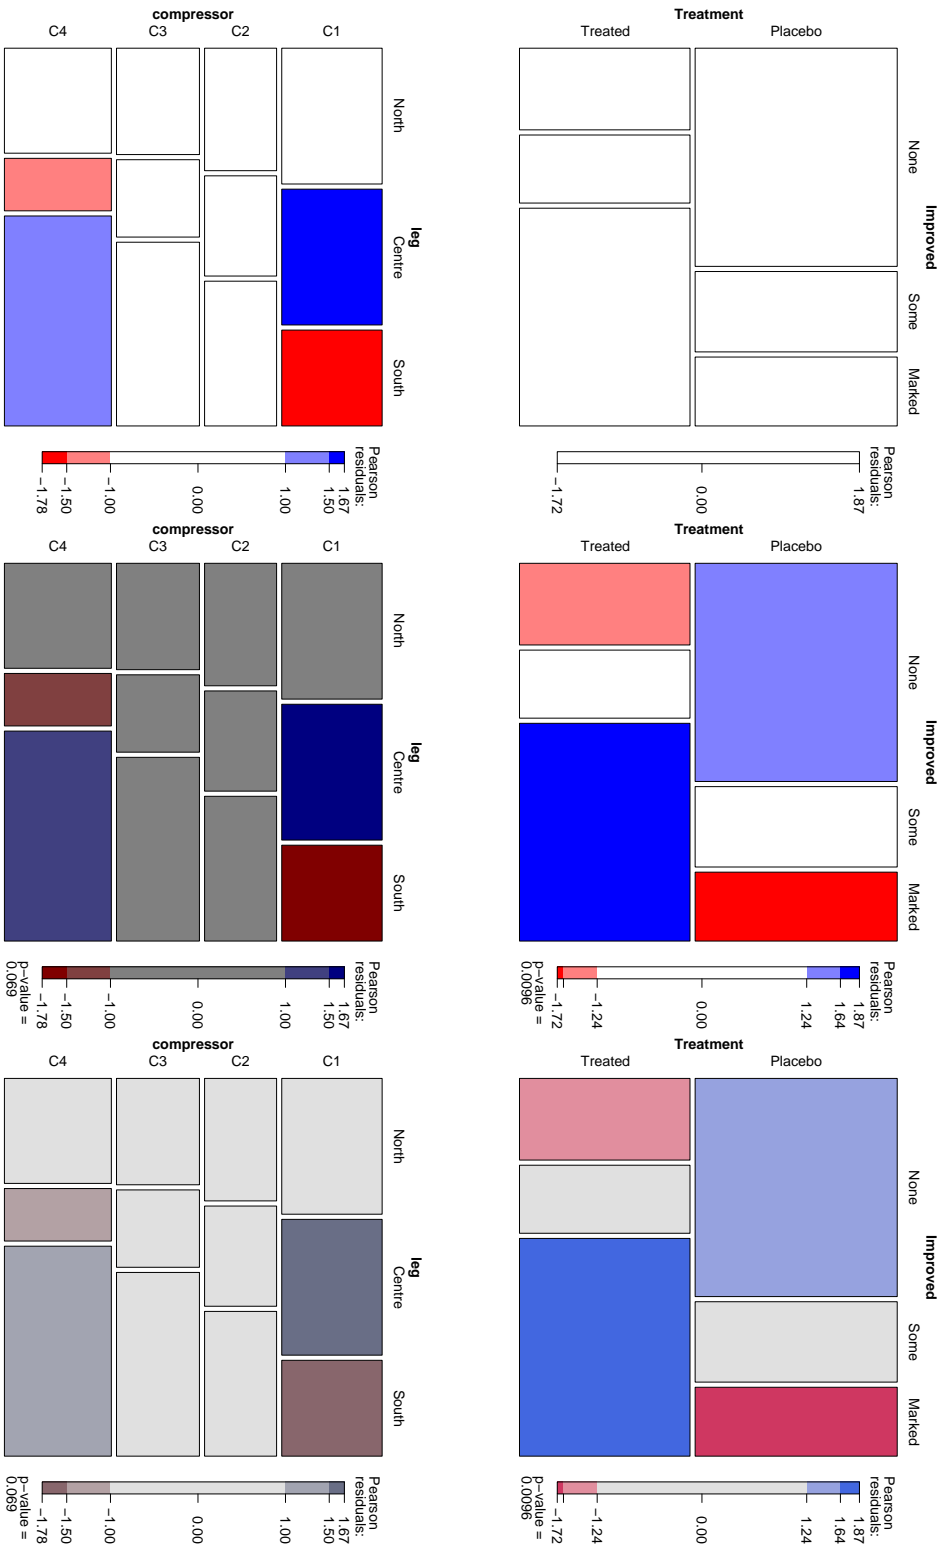 Improved
None Some Marked
Treatment
Placebo
Treated
Pearson
residuals:
1.87
0.00
−1.72
Improved
None Some Marked
Treatment
Placebo
Treated
Pearson
residuals:
1.87
1.64
1.24
0.00
−1.24
−1.72
p−value =
0.0096
Improved
None Some Marked
Treatment
Placebo
Treated
Pearson
residuals:
1.87
1.64
1.24
0.00
−1.24
−1.72
p−value =
0.0096
leg
North Centre South
compressor
C1
C2
C3
C4
Pearson
residuals:
1.67
1.50
1.00
0.00
−1.00
−1.50
−1.78
leg
North Centre South
compressor
C1
C2
C3
C4
Pearson
residuals:
1.67
1.50
1.00
0.00
−1.00
−1.50
−1.78
p−value =
0.069
leg
North Centre South
compressor
C1
C2
C3
C4
Pearson
residuals:
1.67
1.50
1.00
0.00
−1.00
−1.50
−1.78
p−value =
0.069